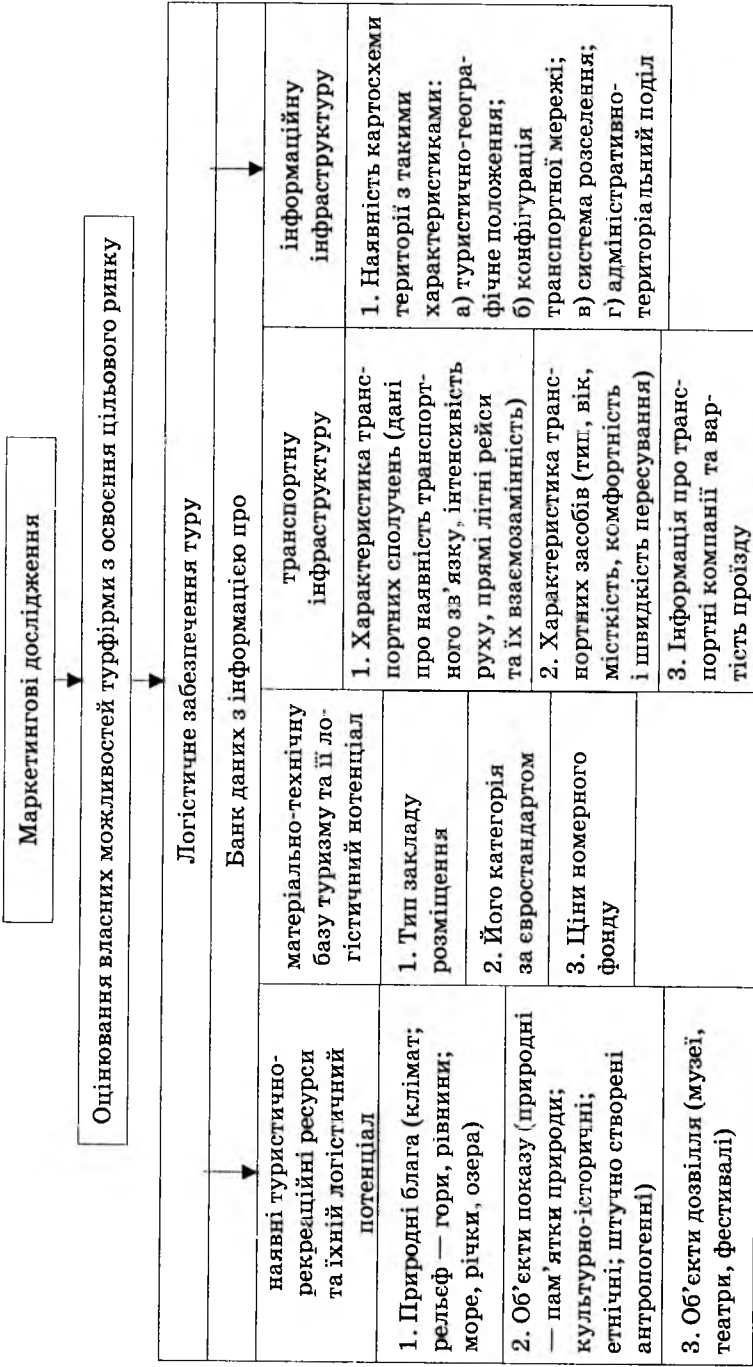 Маркетингові дослідження
Оцінювання власних можливостей турфірми з освоєння цільового ринку
Логістичне забезпечення туру
Банк даних з інформацією про
наявні туристично-
рекреаційні ресурси
та їхній логістичний
потенціал
1. Природні блага (клімат;
рельєф — гори, рівнини;
море, річки, озера)
2. Об’єкти показу (природні
— пам’ятки природи;
культурно-історичні;
етнічні; штучно створені
антропогенні)
3. Об’єкти дозвілля (музеї,
театри, фестивалі)
матеріально-технічну
базу туризму та її ло-
гістичний нотенціал
1. Тип закладу
розміщення
2. Його категорія
за євростандартом
3. Ціни номерного
фонду
транспортну
інфраструктуру
1. Характеристика транс-
портних сполучень (дані
про наявність транспорт-
ного зв’язку, інтенсивість
руху, прямі літні рейси
та їх взаємозамінність)
2. Характеристика тран-
нортних засобів (тип, вік,
місткість, комфортність
і швидкість пересування)
3. Інформація про транс-
портні компанії та вар-
тість проїзду
інформаційну
інфраструктуру
1. Наявність картосхеми
території з такими
характеристиками:
а) туристично-геогра-
фічне положення;
б) конфігурація
транспортної мережі;
в) система розселення;
г) адміністративно-
територіальний поділ